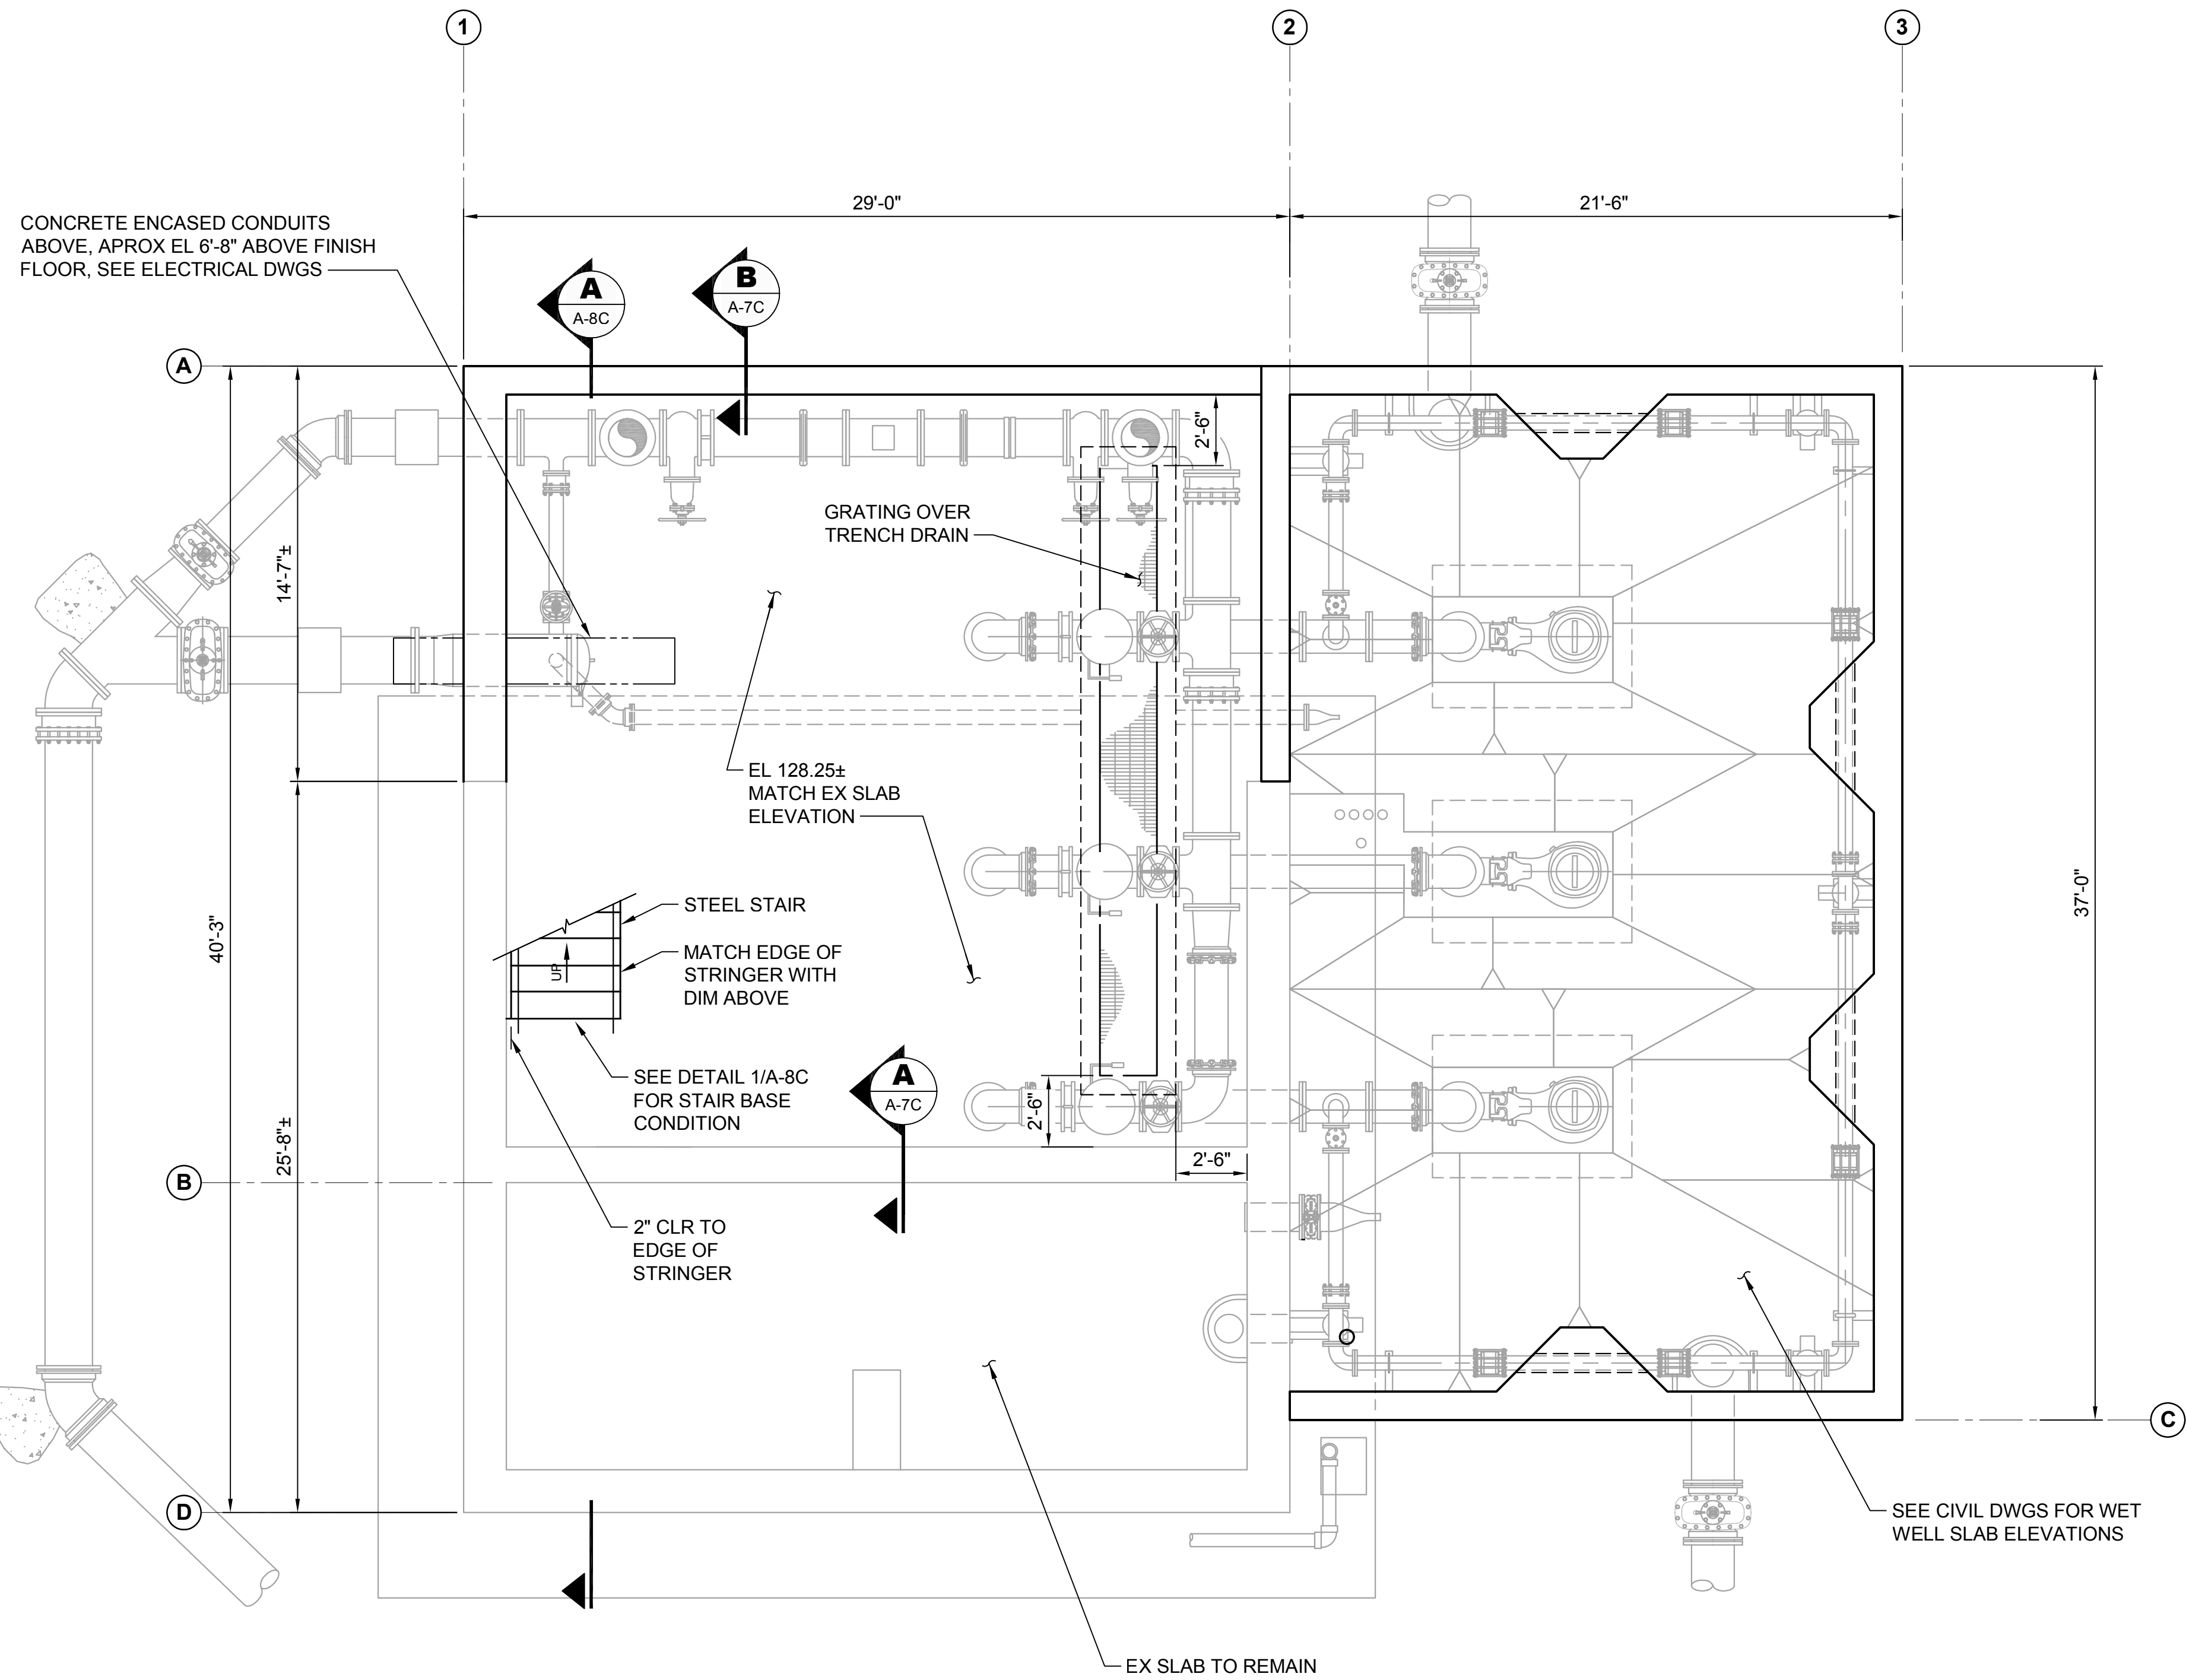 1
2
3
29'-0"
21'-6"
CONCRETE ENCASED CONDUITS
ABOVE, APROX EL 6'-8" ABOVE FINISH
FLOOR, SEE ELECTRICAL DWGS
A
A-8C
B
A-7C
A
2'-6"
GRATING OVER
TRENCH DRAIN
14'-7"±
EL 128.25±
MATCH EX SLAB
ELEVATION
40'-3"
37'-0"
STEEL STAIR
UP
MATCH EDGE OF
STRINGER WITH
DIM ABOVE
SEE DETAIL 1/A-8C
FOR STAIR BASE
CONDITION
A
A-7C
2'-6"
25'-8"±
2'-6"
B
2" CLR TO
EDGE OF
STRINGER
C
D
SEE CIVIL DWGS FOR WET
WELL SLAB ELEVATIONS
EX SLAB TO REMAIN